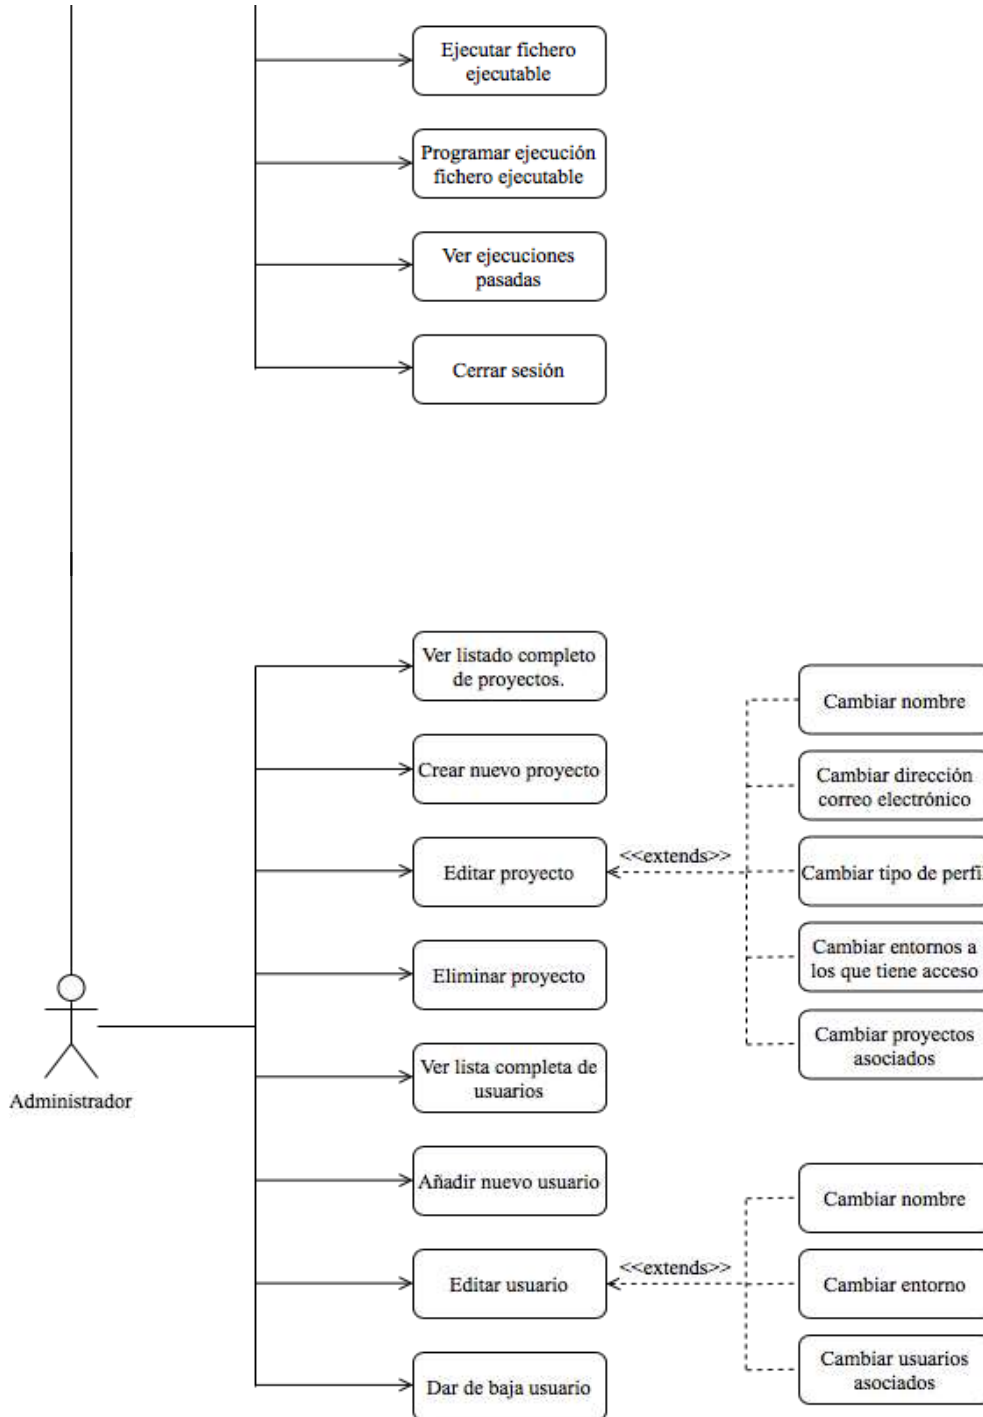 Ejecutar fichero
ejecutable
Programar ejecución
fichero ejecutable
Ver ejecuciones
pasadas
Cerrar sesión
Ver listado completo
de proyectos.
Crear nuevo proyecto
Editar proyecto
<<extends>>
Cambiar nombre
Cambiar dirección
correo electrónico
Cambiar tipo de perfil
Cambiar entornos a
los que tiene acceso
Cambiar proyectos
asociados
Eliminar proyecto
Administrador
Ver lista completa de
usuarios
Añadir nuevo usuario
Editar usuario
<<extends>>
Cambiar nombre
Cambiar entorno
Cambiar usuarios
asociados
Dar de baja usuario